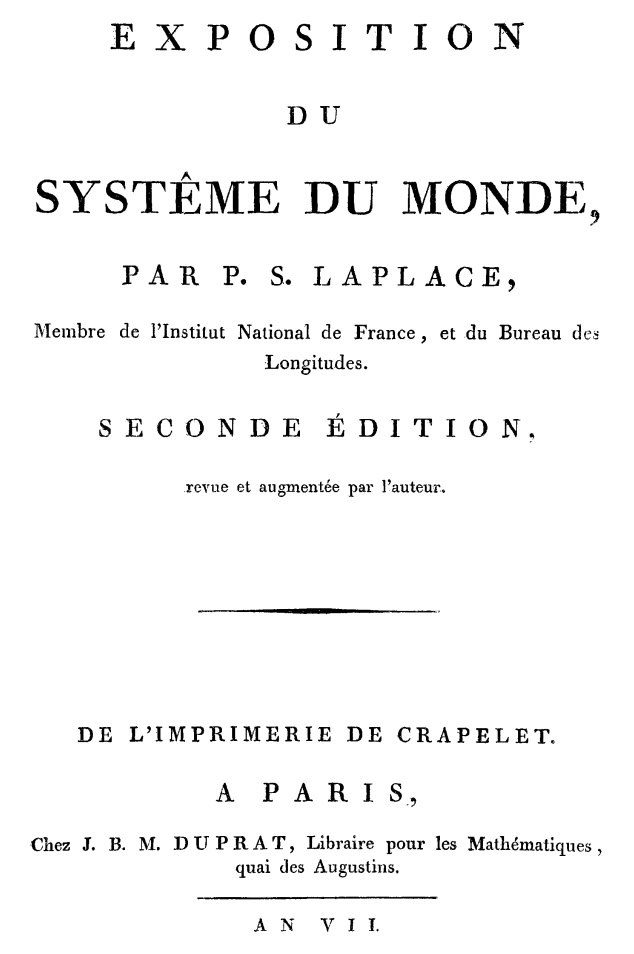 EXPOSITION
DU
SYSTÊME DU MONDE,
PAR P. S. LAPLACE,
Membre de l'Institut National de France, et du Bureau des
Longitudes.
SECONDE ÉDITION,
revue et augmentée par l'auteur.
DE L'IMPRIMERIE DE CRAPELET.
A PARIS,
Chez J. B. M. DUPRAT, Libraire pour les Mathématiques,
quai des Augustins.
AN VII.